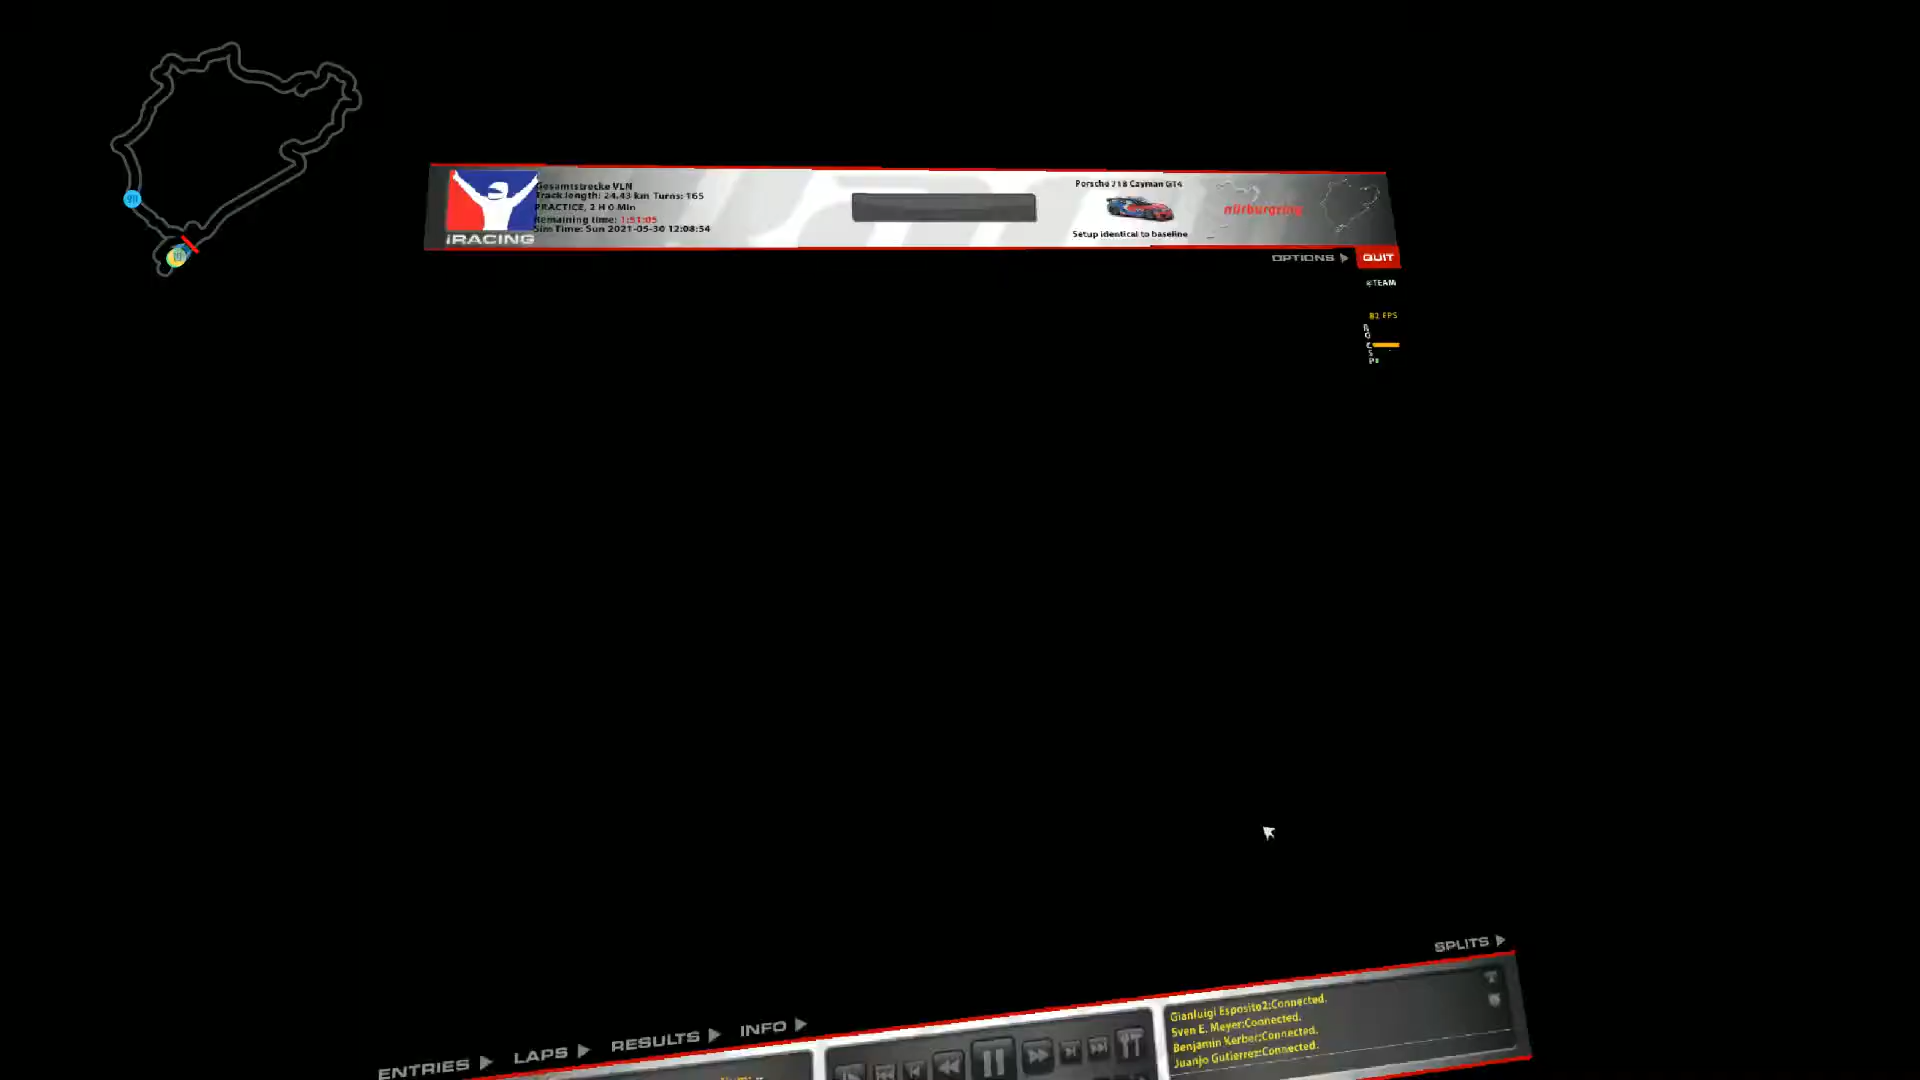 Gesamtstrecke VLN
Track length: 24.43 km Turns: 165
PRACTICE, 2 H 0 Min
Remaining time: 1:51:05
Sim Time: Sun 2021-05-30 12:08:54
iRACING
Porsche 718 Cayman GT4
Setup identical to baseline
nürburgring
OPTIONS
QUIT
@TEAM
82 FPS
SPLITS
ENTRIES
LAPS
RESULTS
INFO
Gianluigi Esposito2:Connected.
Sven E. Meyer:Connected.
Benjamin Kerber:Connected.
Juanjo Gutierrez:Connected.